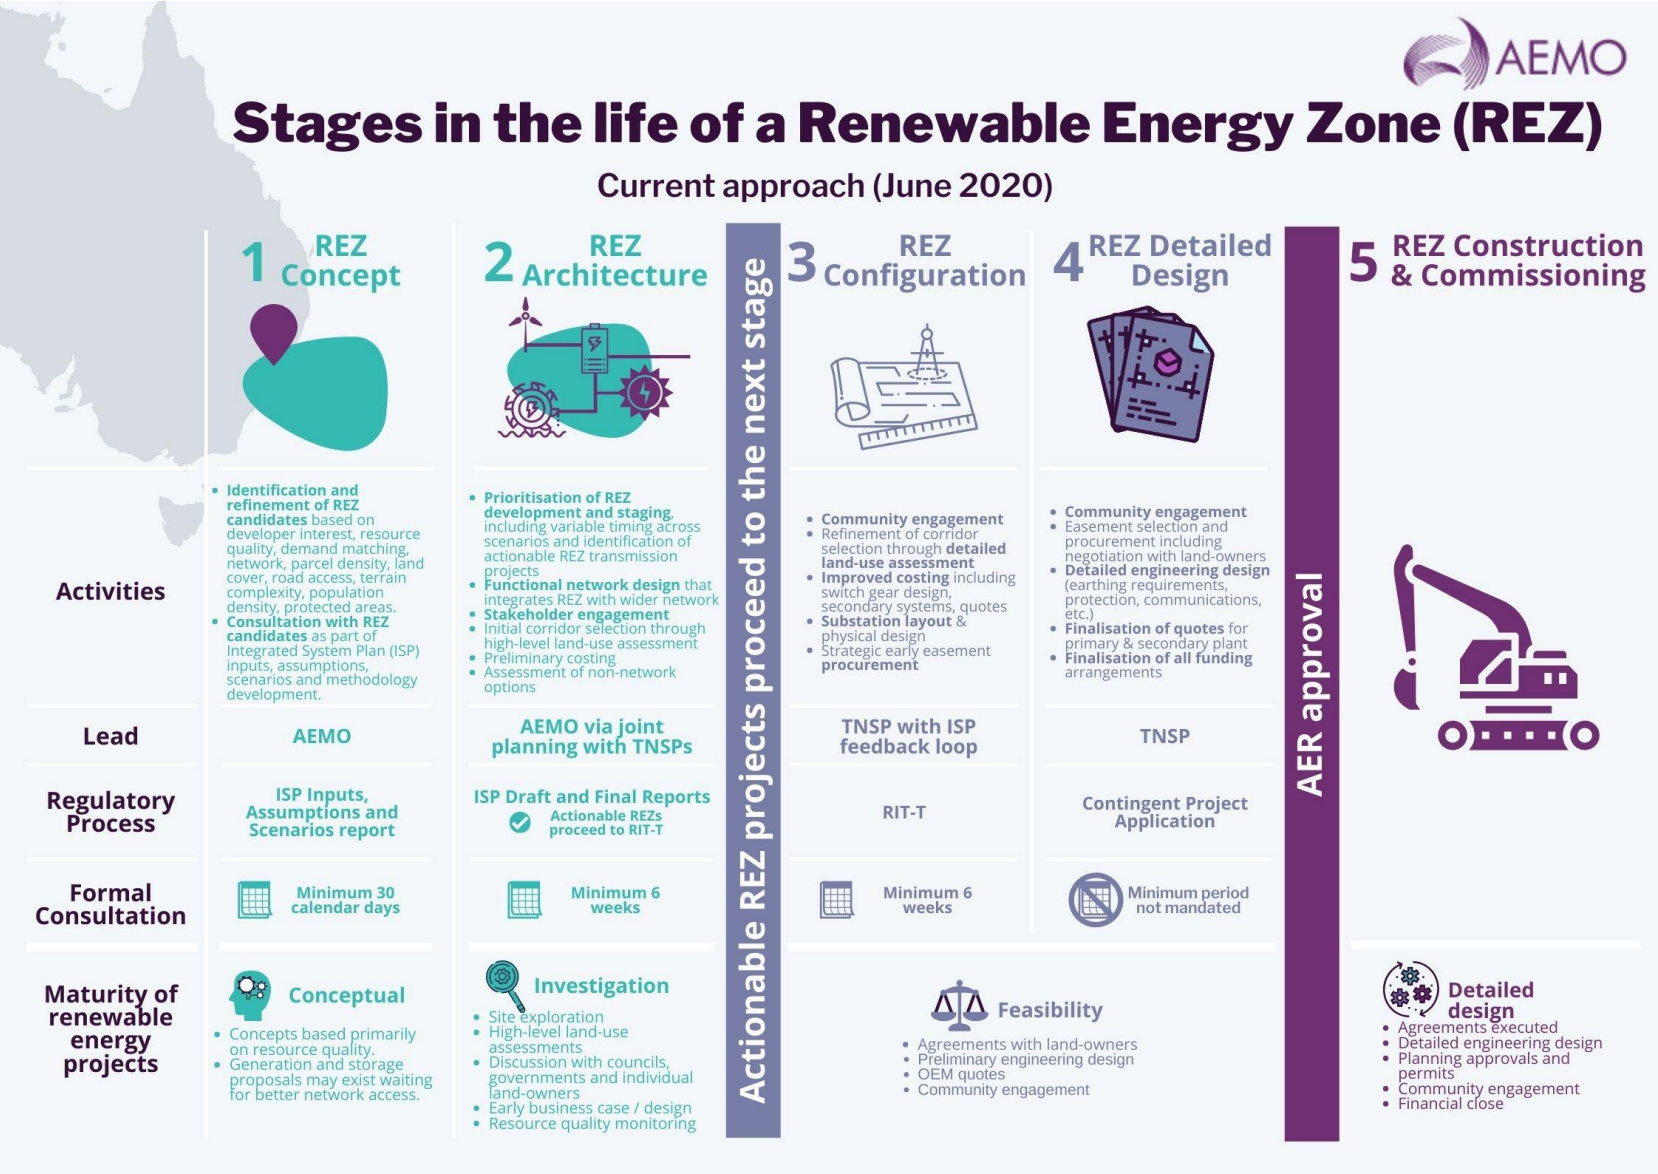 AEMO
Stages in the life of a Renewable Energy Zone (REZ)
Current approach (June 2020)
1 REZ
Concept
2 REZ
Architecture
Actionable REZ projects proceed to the next stage
3 REZ
Configuration
4 REZ Detailed
Design
AER approval
5 REZ Construction
& Commissioning
Activities
• Identification and
refinement of REZ
candidates based on
developer interest, resource
quality, demand matching,
network, parcel density, land
cover, road access, terrain
complexity, population
density, protected areas.
• Consultation with REZ
candidates as part of
Integrated System Plan (ISP)
inputs, assumptions,
scenarios and methodology
development.
• Prioritisation of REZ
development and staging,
including variable timing across
scenarios and identification of
actionable REZ transmission
projects
• Functional network design that
integrates REZ with wider network
• Stakeholder engagement
• Initial corridor selection through
high-level land-use assessment
• Preliminary costing
• Assessment of non-network
options
• Community engagement
• Refinement of corridor
selection through detailed
land-use assessment
• Improved costing including
switch gear design,
secondary systems, quotes
• Substation layout &
physical design
• Strategic early easement
procurement
• Community engagement
• Easement selection and
procurement including
negotiation with land-owners
• Detailed engineering design
(earthing requirements,
protection, communications,
etc.)
• Finalisation of quotes for
primary & secondary plant
• Finalisation of all funding
arrangements
Lead
AEMO
AEMO via joint
planning with TNSPs
TNSP with ISP
feedback loop
TNSP
Regulatory
Process
ISP Inputs,
Assumptions and
Scenarios report
ISP Draft and Final Reports
Actionable REZs
proceed to RIT-T
RIT-T
Contingent Project
Application
Formal
Consultation
Minimum 30
calendar days
Minimum 6
weeks
Minimum 6
weeks
Minimum period
not mandated
Maturity of
renewable
energy
projects
Conceptual
• Concepts based primarily
on resource quality.
• Generation and storage
proposals may exist waiting
for better network access.
Investigation
• Site exploration
• High-level land-use
assessments
• Discussion with councils,
governments and individual
land-owners
• Early business case / design
• Resource quality monitoring
Feasibility
• Agreements with land-owners
• Preliminary engineering design
• OEM quotes
• Community engagement
Detailed
design
• Agreements executed
• Detailed engineering design
• Planning approvals and
permits
• Community engagement
• Financial close